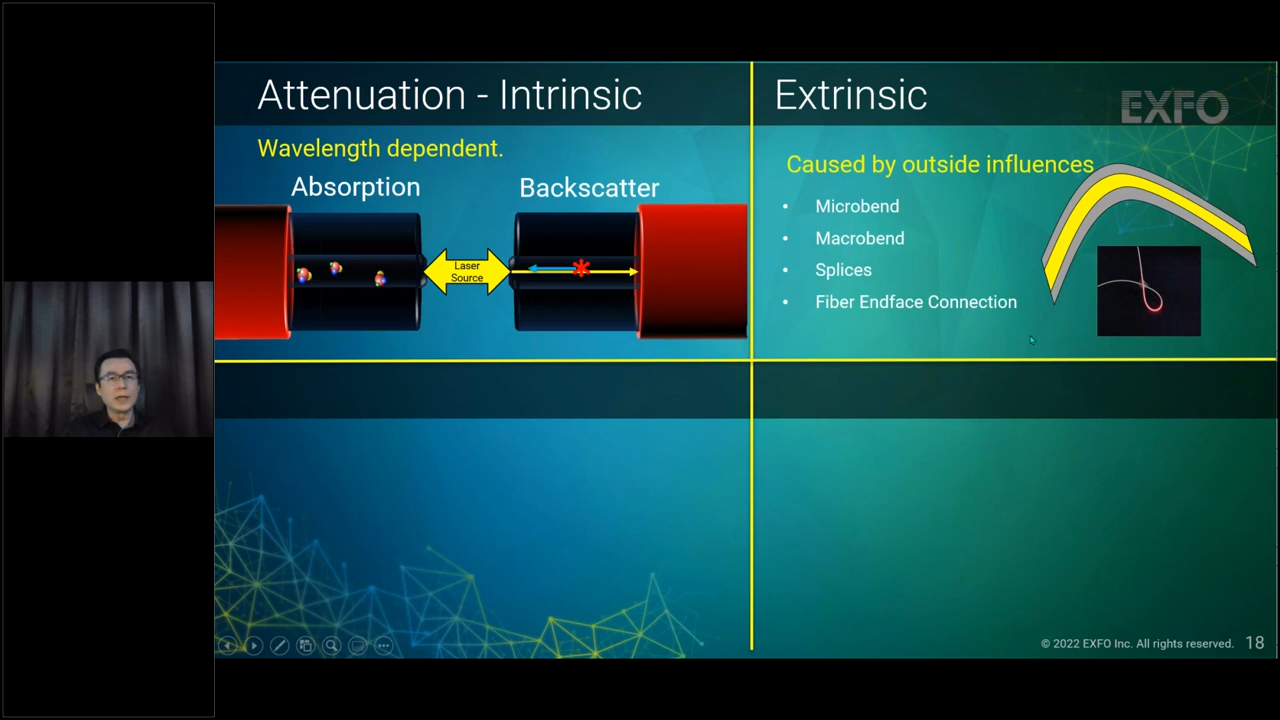 Attenuation - Intrinsic
Wavelength dependent.
Absorption
Backscatter
Laser
Source
Extrinsic
EXFO
Caused by outside influences
• Microbend
• Macrobend
• Splices
• Fiber Endface Connection
© 2022 EXFO Inc. All rights reserved. 18